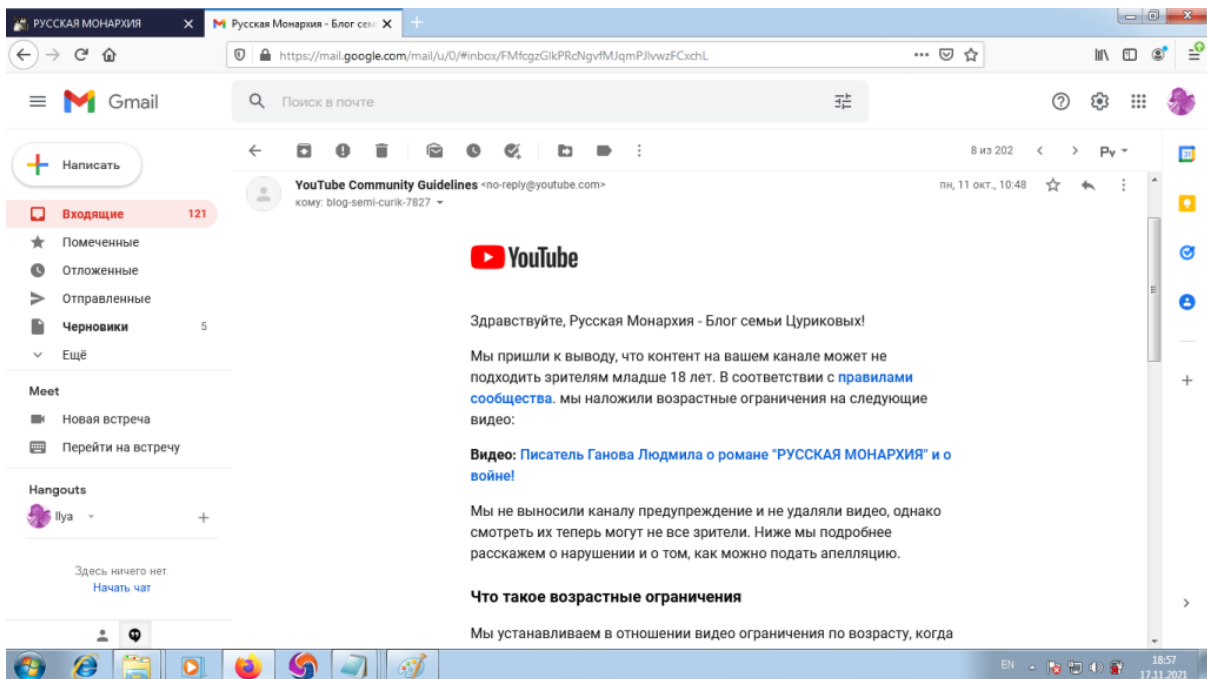 РУССКАЯ МОНАРХИЯ
Русская Монархия - Блог сем
https://mail.google.com/mail/u/0/#inbox/FMfcgzGlkPRcNgvfMJqmPJlvwzFCxchL
Gmail
Поиск в почте
Написать
8 из 202
Ру
Входящие 121
Помеченные
Отложенные
Отправленные
Черновики 5
Ещё
Meet
Новая встреча
Перейти на встречу
Hangouts
Ilya
Здесь ничего нет.
Начать чат
YouTube Community Guidelines <no-reply@youtube.com>
пн, 11 окт., 10:48
кому: blog-semi-curik-7827
YouTube
Здравствуйте, Русская Монархия - Блог семьи Цуриковых!
Мы пришли к выводу, что контент на вашем канале может не
подходить зрителям младше 18 лет. В соответствии с правилами
сообщества. мы наложили возрастные ограничения на следующие
видео:
Видео: Писатель Ганова Людмила о романе "РУССКАЯ МОНАРХИЯ" и о
войне!
Мы не выносили каналу предупреждение и не удаляли видео, однако
смотреть их теперь могут не все зрители. Ниже мы подробнее
расскажем о нарушении и о том, как можно подать апелляцию.
Что такое возрастные ограничения
Мы устанавливаем в отношении видео ограничения по возрасту, когда
31
EN
18:57
17.11.2021